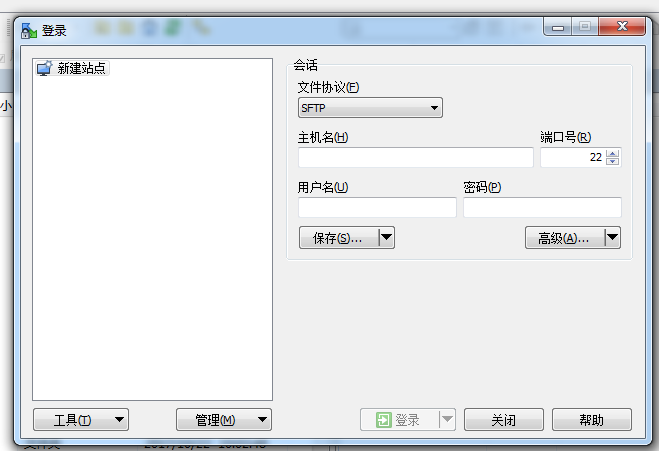 登录
新建站点
会话
文件协议(F)
SFTP
主机名(H)
端口号(R)
22
用户名(U)
密码(P)
保存(S)...
高级(A)...
工具(T)
管理(M)
登录
关闭
帮助
小